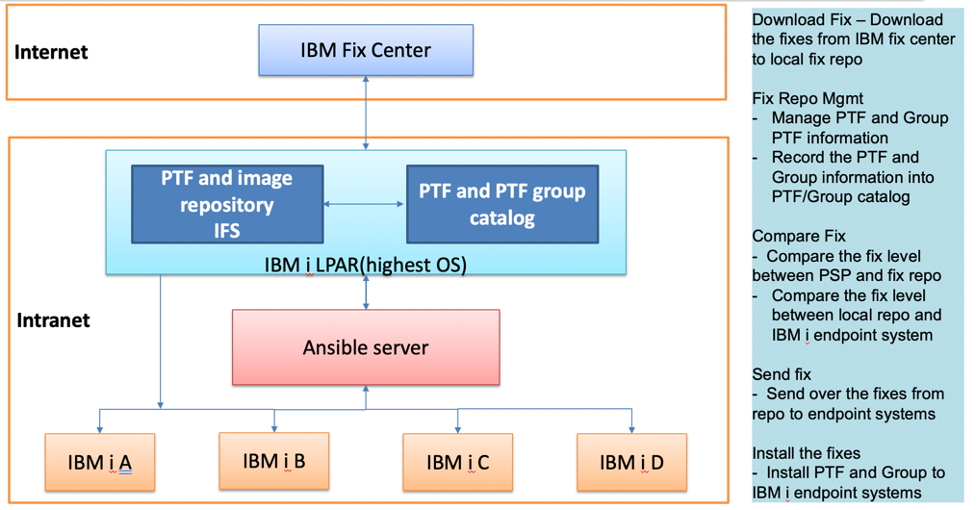 Internet
IBM Fix Center
PTF and image
repository
IFS
PTF and PTF group
catalog
IBM i LPAR(highest OS)
Intranet
Ansible server
IBM i A
IBM i B
IBM i C
IBM i D
Download Fix – Download
the fixes from IBM fix center
to local fix repo
Fix Repo Mgmt
- Manage PTF and Group
PTF information
- Record the PTF and
Group information into
PTF/Group catalog
Compare Fix
- Compare the fix level
between PSP and fix repo
- Compare the fix level
between local repo and
IBM i endpoint system
Send fix
- Send over the fixes from
repo to endpoint systems
Install the fixes
- Install PTF and Group to
IBM i endpoint systems